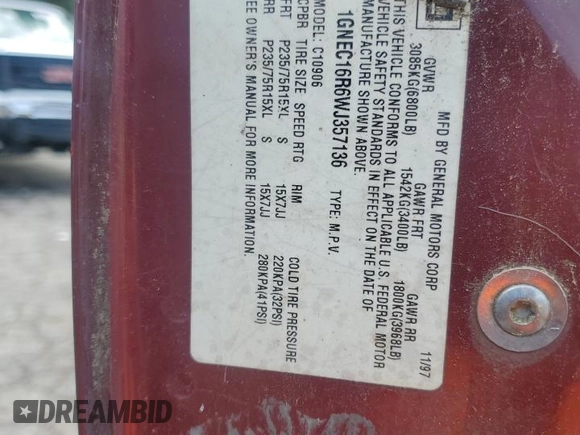 MFD BY GENERAL MOTORS CORP 11/97
GVWR GAWR FRT GAWR RR
3085KG(6800LB) 1542KG(3400LB) 1800KG(3968LB)
THIS VEHICLE CONFORMS TO ALL APPLICABLE U.S. FEDERAL MOTOR
VEHICLE SAFETY STANDARDS IN EFFECT ON THE DATE OF
MANUFACTURE SHOWN ABOVE.
1GNEC16R6WJ357136 TYPE: M.P.V.
MODEL: C10906
CPBR TIRE SIZE SPEED RTG RIM COLD TIRE PRESSURE
FRT P235/75R15XL S 15X7JJ 220KPA(32PSI)
RR P235/75R15XL S 15X7JJ 280KPA(41PSI)
SEE OWNER'S MANUAL FOR MORE INFORMATION.
DREAMBID